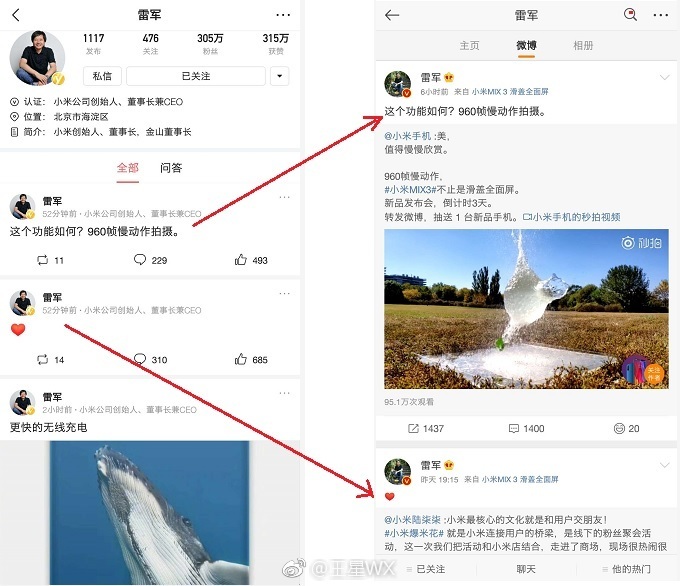 雷军
1117
476
305万
315万
发布
关注
粉丝
获赞
私信
已关注
认证：小米公司创始人、董事长兼CEO
位置：北京市海淀区
简介：小米创始人，董事长，金山董事长
全部
问答
雷军
52分钟前·小米公司创始人、董事长兼CEO
这个功能如何？960帧慢动作拍摄。
11
229
493
雷军
52分钟前·小米公司创始人、董事长兼CEO
14
310
685
雷军
2小时前·小米公司创始人、董事长兼CEO
更快的无线充电
雷军
主页
微博
相册
雷军
6小时前 来自 小米MIX 3 滑盖全面屏
这个功能如何？960帧慢动作拍摄。
@小米手机:美，
值得慢慢欣赏。
960帧慢动作，
#小米MIX3#不止是滑盖全面屏。
新品发布会，倒计时3天。
转发微博，抽送 1 台新品手机。小米手机的秒拍视频
秒拍
关注
作者
95.1万次观看
1437
1400
20
雷军
昨天 19:15 来自 小米MIX 3 滑盖全面屏
@小米陆柒柒:小米最核心的文化就是和用户交朋友！
#小米爆米花# 就是小米连接用户的桥梁，是线下的粉丝聚会活
动，这一次我们把活动和小米店结合，走进了商场，现场很热闹很
已关注
聊天
他的热门
@王星WX